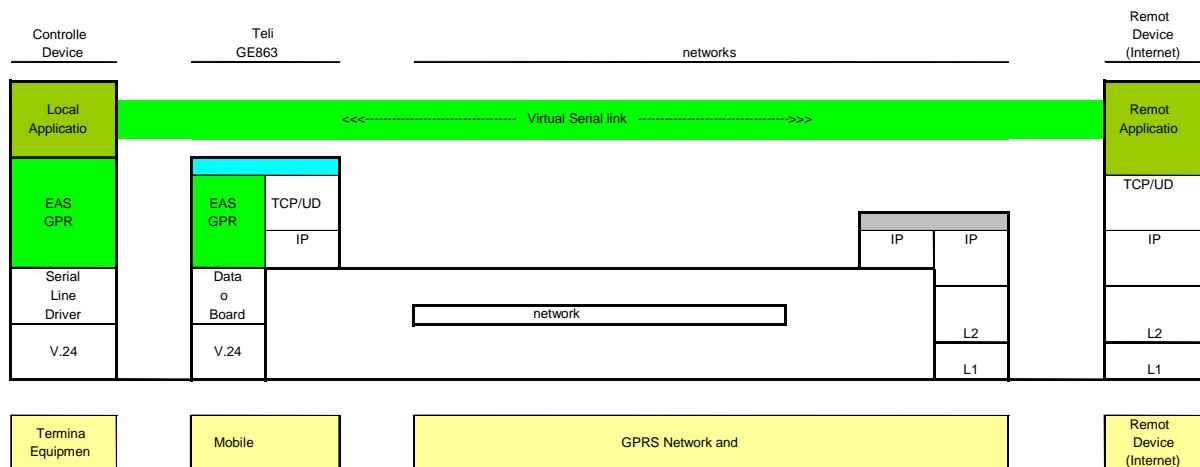 Controlle
Device
Teli
GE863
networks
Remot
Device
(Internet)
Local
Applicatio
<<<---------------------------------- Virtual Serial link ---------------------------------->>>
Remot
Applicatio
EAS
GPR
EAS
GPR
TCP/UD
IP
IP
IP
TCP/UD
IP
Serial
Line
Driver
Data
o
Board
network
L2
L2
V.24
V.24
L1
L1
Termina
Equipmen
Mobile
GPRS Network and
Remot
Device
(Internet)